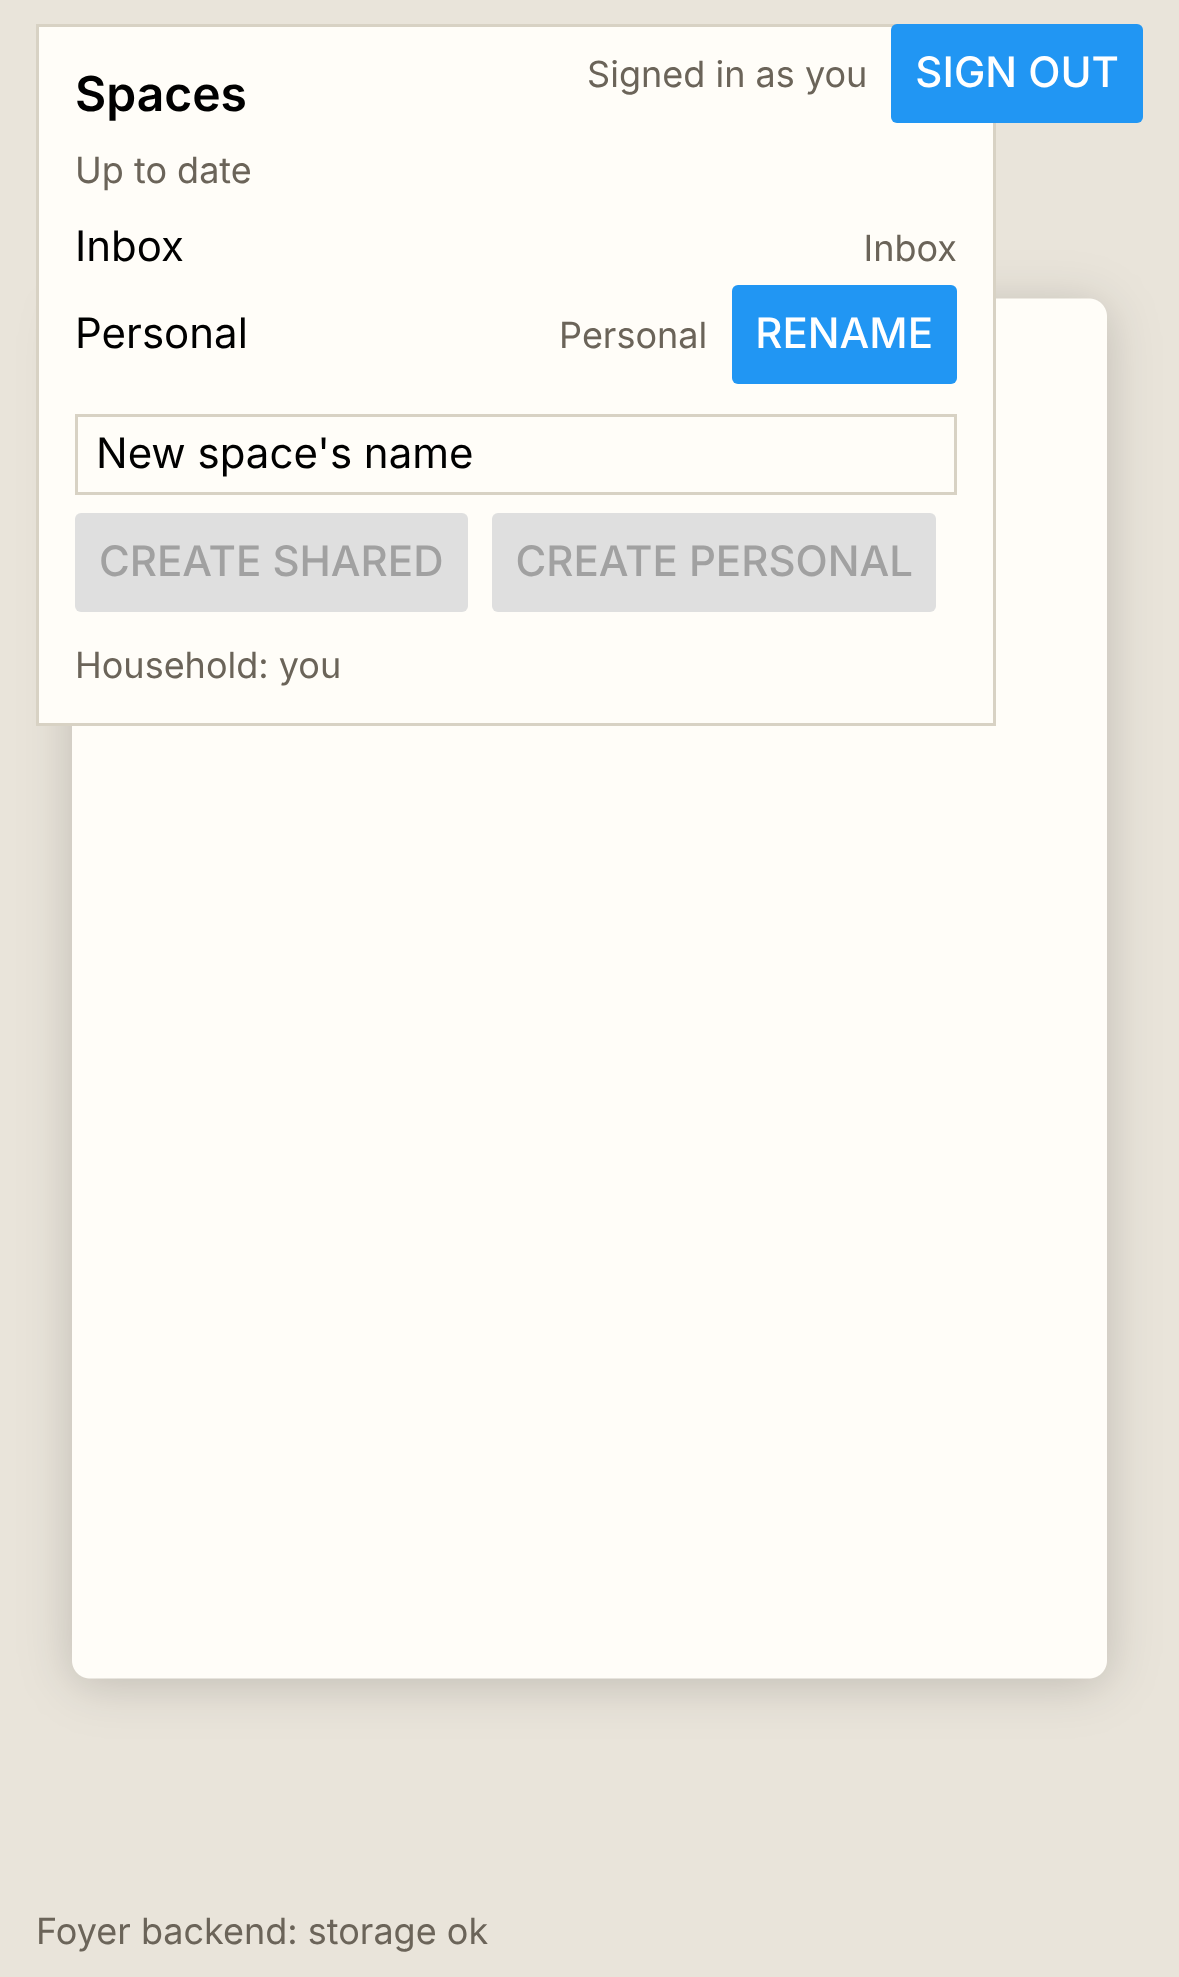 Spaces
Signed in as you
SIGN OUT
Up to date
Inbox
Inbox
Personal
Personal
RENAME
New space's name
CREATE SHARED
CREATE PERSONAL
Household: you
Foyer backend: storage ok